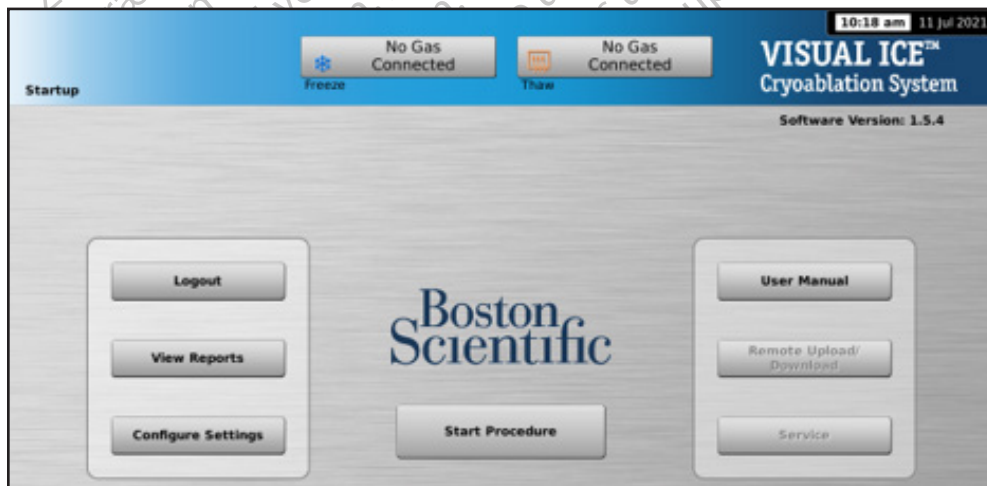 10:18 am 11 Jul 2021
No Gas
Connected
No Gas
Connected
Freeze
Thaw
Startup
VISUAL ICE™
Cryoablation System
Software Version: 1.5.4
Logout
View Reports
Configure Settings
Boston
Scientific
Start Procedure
User Manual
Remote Upload/
Download
Service